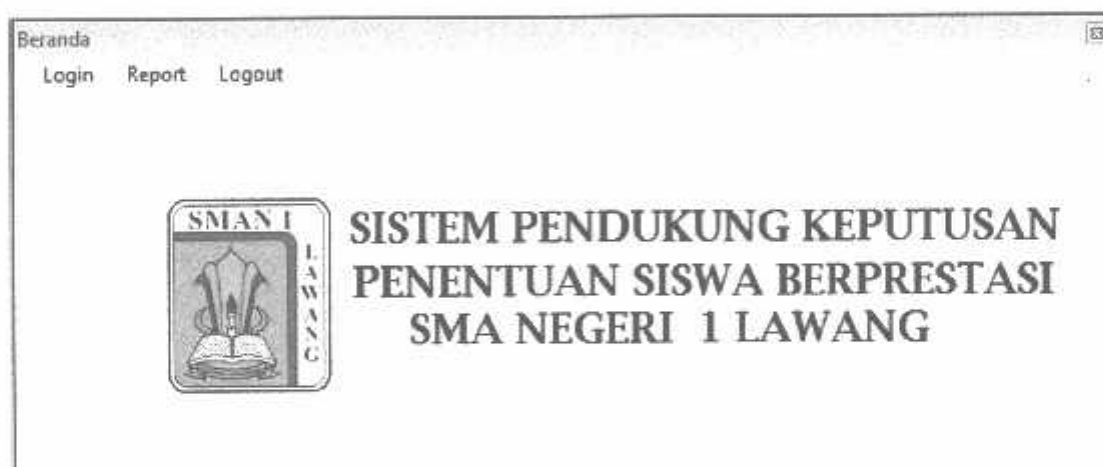 Beranda
Login Report Logout
SMAN 1
LAWANG
SISTEM PENDUKUNG KEPUTUSAN
PENENTUAN SISWA BERPRESTASI
SMA NEGERI 1 LAWANG